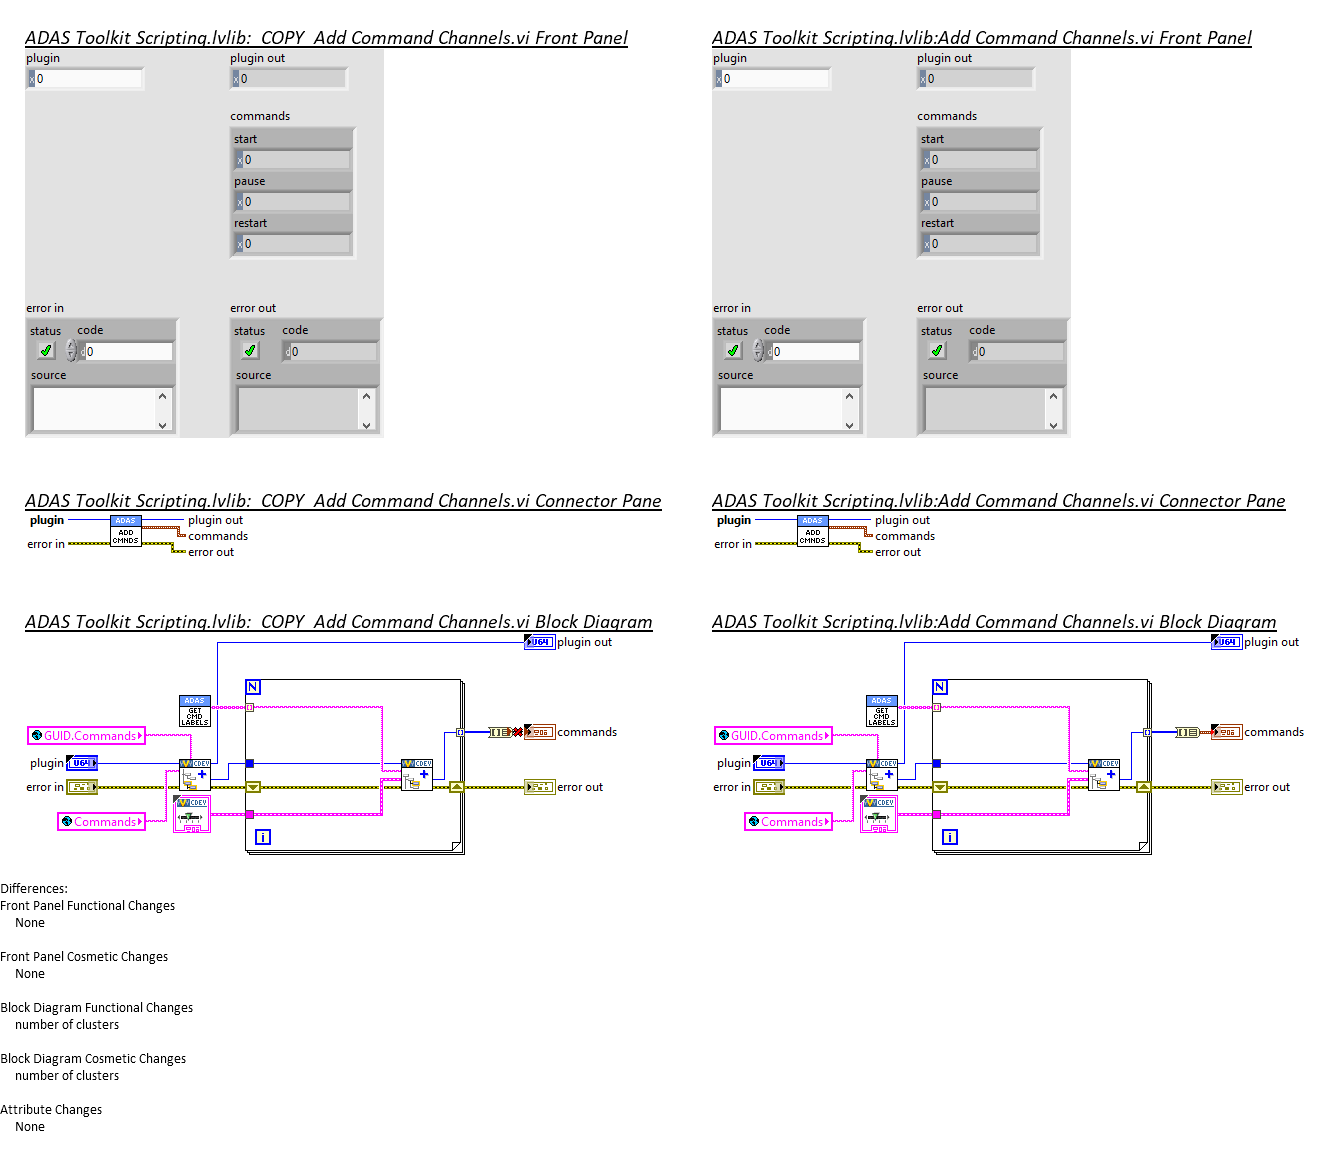 ADAS Toolkit Scripting.lvlib:  COPY  Add Command Channels.vi Front Panel
plugin
x 0
plugin out
x 0
commands
start
x 0
pause
x 0
restart
x 0
error in
status
code
d 0
source
error out
status
code
d 0
source
ADAS Toolkit Scripting.lvlib:Add Command Channels.vi Front Panel
plugin
x 0
plugin out
x 0
commands
start
x 0
pause
x 0
restart
x 0
error in
status
code
d 0
source
error out
status
code
d 0
source
ADAS Toolkit Scripting.lvlib:  COPY  Add Command Channels.vi Connector Pane
plugin
error in
ADAS
ADD
CMNDS
plugin out
commands
error out
ADAS Toolkit Scripting.lvlib:Add Command Channels.vi Connector Pane
plugin
error in
ADAS
ADD
CMNDS
plugin out
commands
error out
ADAS Toolkit Scripting.lvlib:  COPY  Add Command Channels.vi Block Diagram
U64
plugin out
N
ADAS
GET
CMD
LABELS
GUID.Commands
commands
plugin
U64
CDEV
CDEV
error in
error out
CDEV
Commands
i
ADAS Toolkit Scripting.lvlib:Add Command Channels.vi Block Diagram
U64
plugin out
N
ADAS
GET
CMD
LABELS
GUID.Commands
commands
plugin
U64
CDEV
CDEV
error in
error out
CDEV
Commands
i
Differences:
Front Panel Functional Changes
None
Front Panel Cosmetic Changes
None
Block Diagram Functional Changes
number of clusters
Block Diagram Cosmetic Changes
number of clusters
Attribute Changes
None